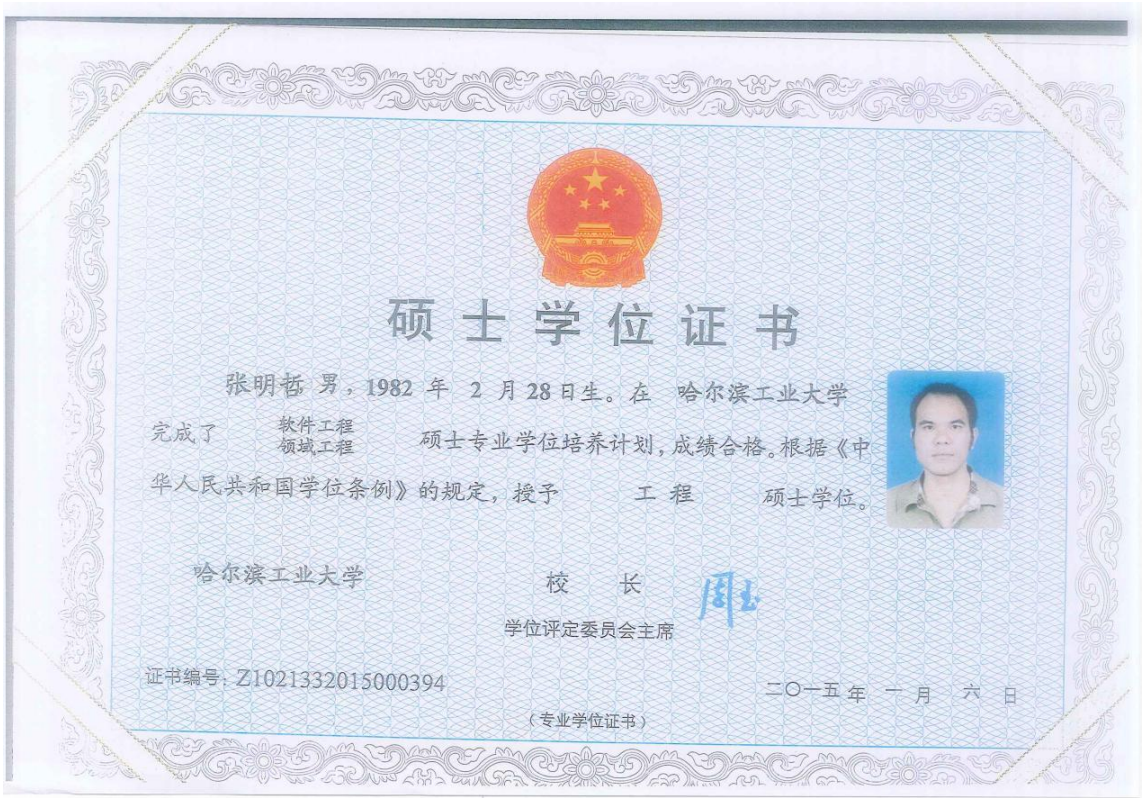 硕士学位证书
张明哲 男，1982 年 2 月 28 日生。在 哈尔滨工业大学
完成了 软件工程领域工程 硕士专业学位培养计划，成绩合格。根据《中
华人民共和国学位条例》的规定，授予 工程 硕士学位。
哈尔滨工业大学
校 长 周玉
学位评定委员会主席
证书编号：Z1021332015000394
二〇一五 年 一 月 六 日
（专业学位证书）